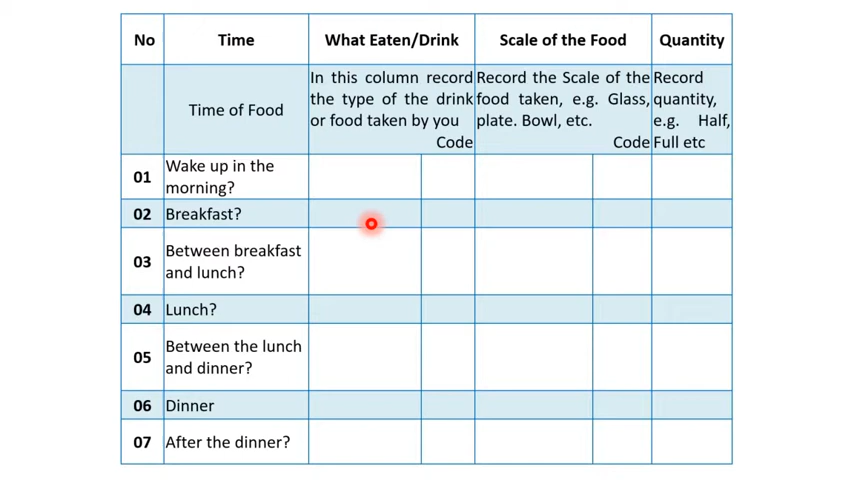 No Time What Eaten/Drink Scale of the Food Quantity
Time of Food
In this column record
the type of the drink
or food taken by you
Code
Record the Scale of the
food taken, e.g. Glass,
plate. Bowl, etc.
Code
Record
quantity,
e.g. Half,
Full etc
01 Wake up in the
morning?
02 Breakfast?
03 Between breakfast
and lunch?
04 Lunch?
05 Between the lunch
and dinner?
06 Dinner
07 After the dinner?